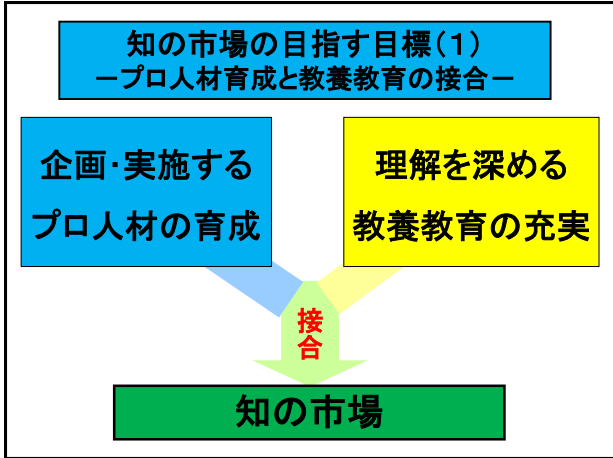 知の市場の目指す目標(1)
－プロ人材育成と教養教育の接合－
企画・実施する
プロ人材の育成
理解を深める
教養教育の充実
接
合
知の市場